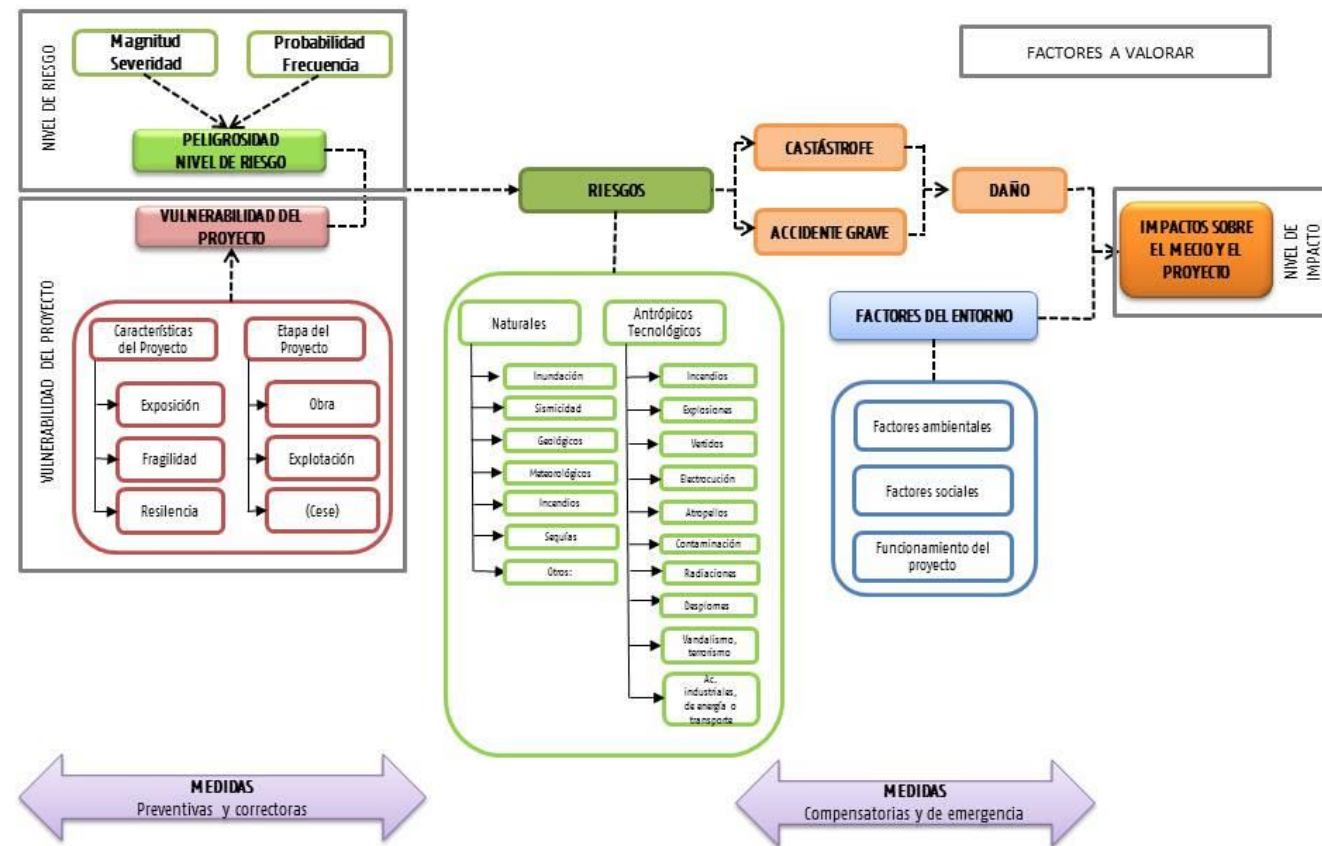 NIVEL DE RIESGO
Magnitud
Severidad
Probabilidad
Frecuencia
PELIGROSIDAD
NIVEL DE RIESGO
FACTORES A VALORAR
VULNERABILIDAD DEL PROYECTO
VULNERABILIDAD DEL
PROYECTO
Características
del Proyecto
Exposición
Fragilidad
Resilencia
Etapa del
Proyecto
Obra
Explotación
(Cese)
RIESGOS
Naturales
Inundación
Sismicidad
Geológicos
Meteorológicos
Incendios
Sequías
Otros:
Antrópicos
Tecnológicos
Incendios
Explosiones
Vertidos
Electrocución
Atropellos
Contaminación
Radiaciones
Desplomes
Vandalismo,
terrorismo
Ac.
industriales,
de energía o
transporte
CASTÁSTROFE
ACCIDENTE GRAVE
DAÑO
FACTORES DEL ENTORNO
Factores ambientales
Factores sociales
Funcionamiento del
proyecto
IMPACTOS SOBRE
EL MECIO Y EL
PROYECTO
NIVEL DE
IMPACTO
MEDIDAS
Preventivas y correctoras
MEDIDAS
Compensatorias y de emergencia